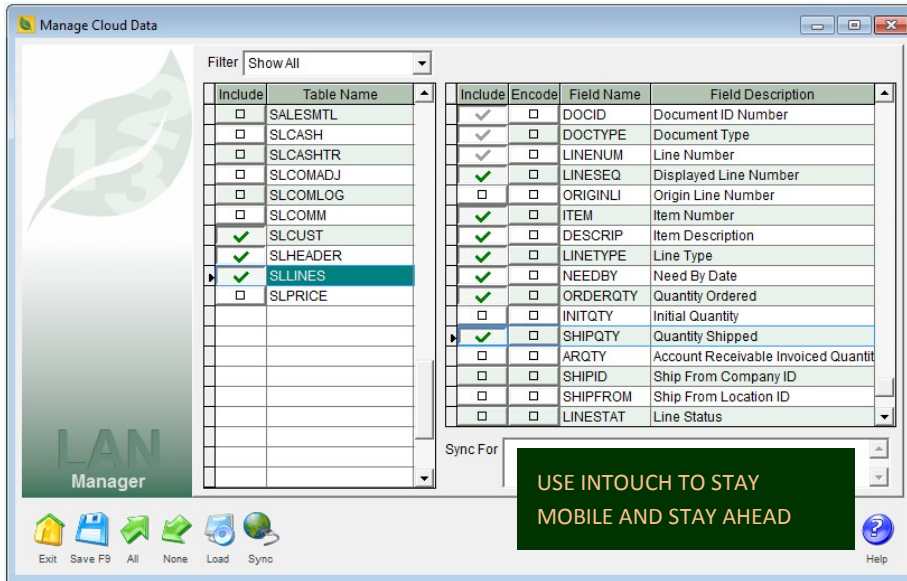 Manage Cloud Data
Filter Show All
Include Table Name
SALESMTL
SLCASH
SLCASHTR
SLCOMADJ
SLCOMLOG
SLCOMM
SLCUST
SLHEADER
SLLINES
SLPRICE
Include Encode Field Name Field Description
DOCID Document ID Number
DOCTYPE Document Type
LINENUM Line Number
LINESEQ Displayed Line Number
ORIGINLI Origin Line Number
ITEM Item Number
DESCRIP Item Description
LINETYPE Line Type
NEEDBY Need By Date
ORDERQTY Quantity Ordered
INITQTY Initial Quantity
SHIPQTY Quantity Shipped
ARQTY Account Receivable Invoiced Quantit
SHIPID Ship From Company ID
SHIPFROM Ship From Location ID
LINESTAT Line Status
Sync For
USE INTOUCH TO STAY
MOBILE AND STAY AHEAD
123
LAN
Manager
Exit Save F9 All None Load Sync Help